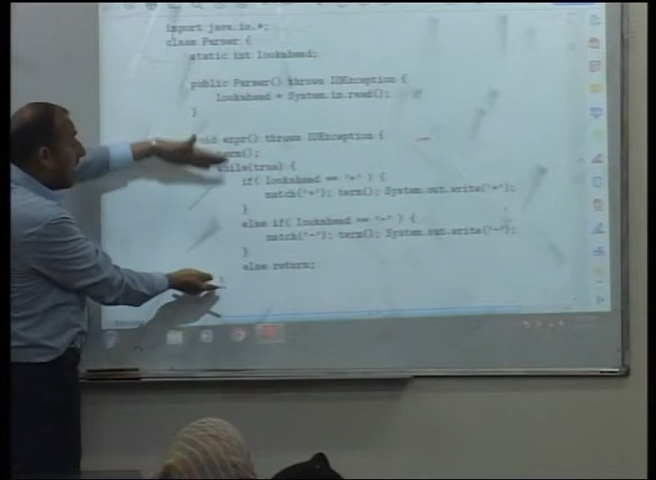 import java.io.*;
class Parser {
static int lookahead;
public Parser() throws IOException {
lookahead = System.in.read();
}
void expr() throws IOException {
term();
while(true) {
if( lookahead == '+' ) {
match('+'); term(); System.out.write('+');
}
else if( lookahead == '-' ) {
match('-'); term(); System.out.write('-');
}
else return;